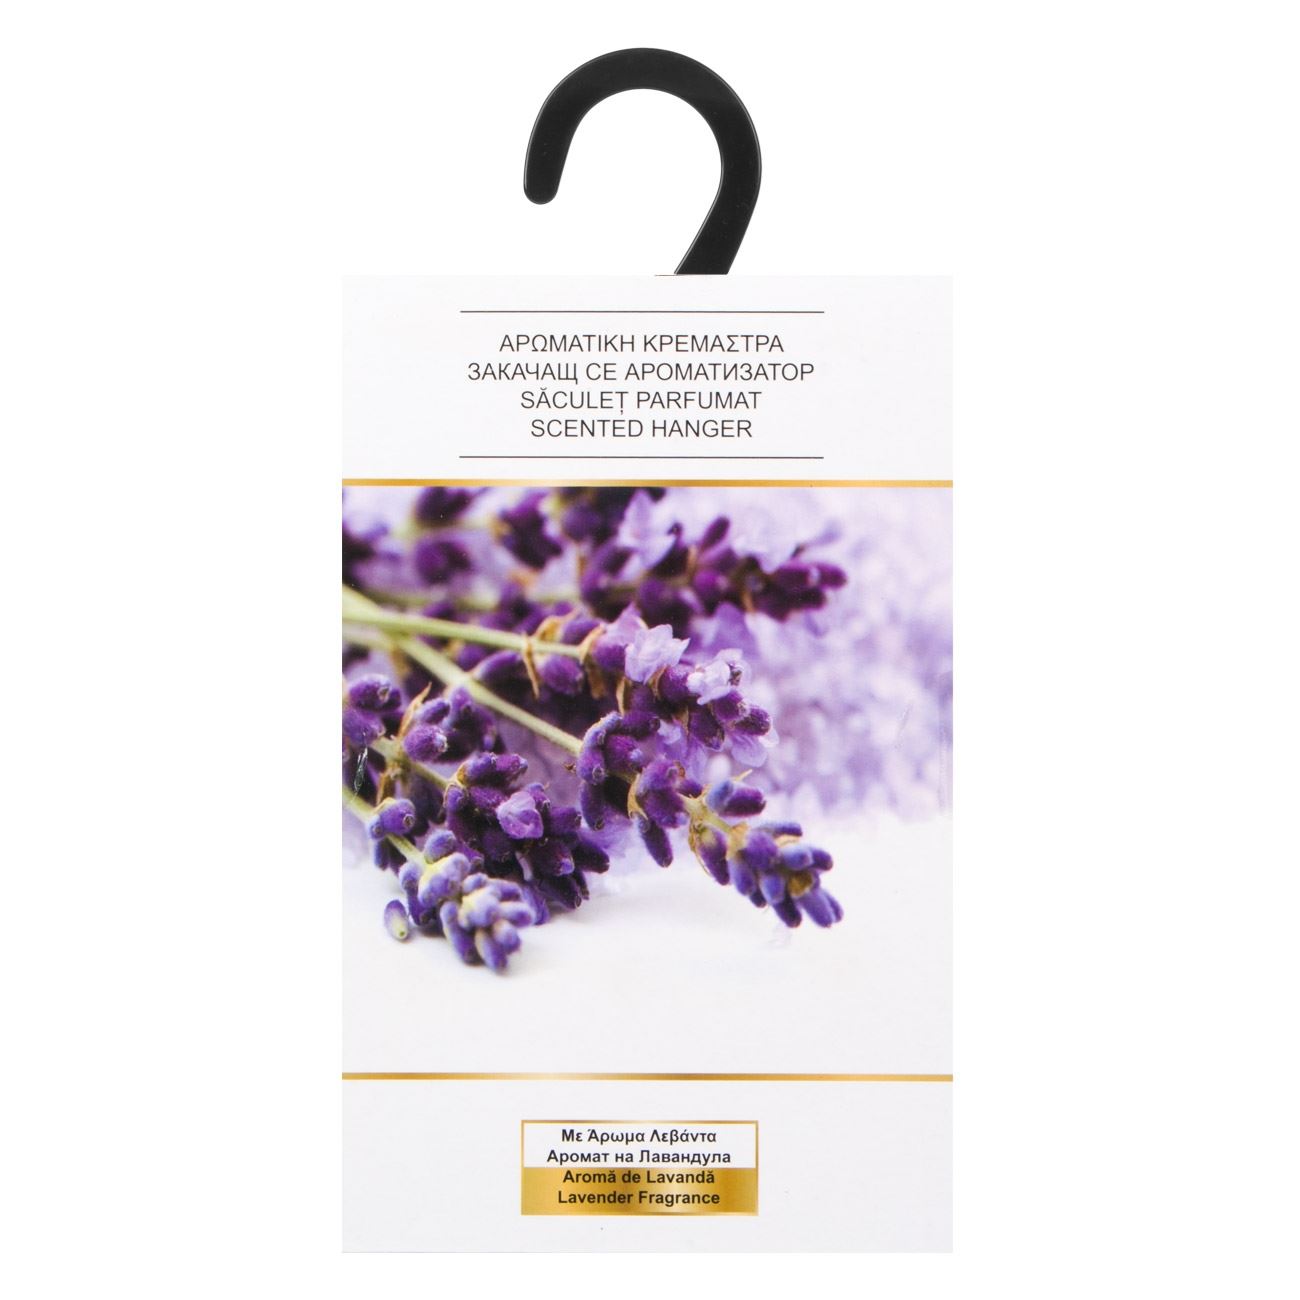 ΑΡΩΜΑΤΙΚΗ ΚΡΕΜΑΣΤΡΑ
ЗАКАЧАЩ СЕ АРОМАТИЗАТОР
SĂCULEȚ PARFUMAT
SCENTED HANGER
Με Άρωμα Λεβάντα
Аромат на Лавандула
Aromă de Lavandă
Lavender Fragrance